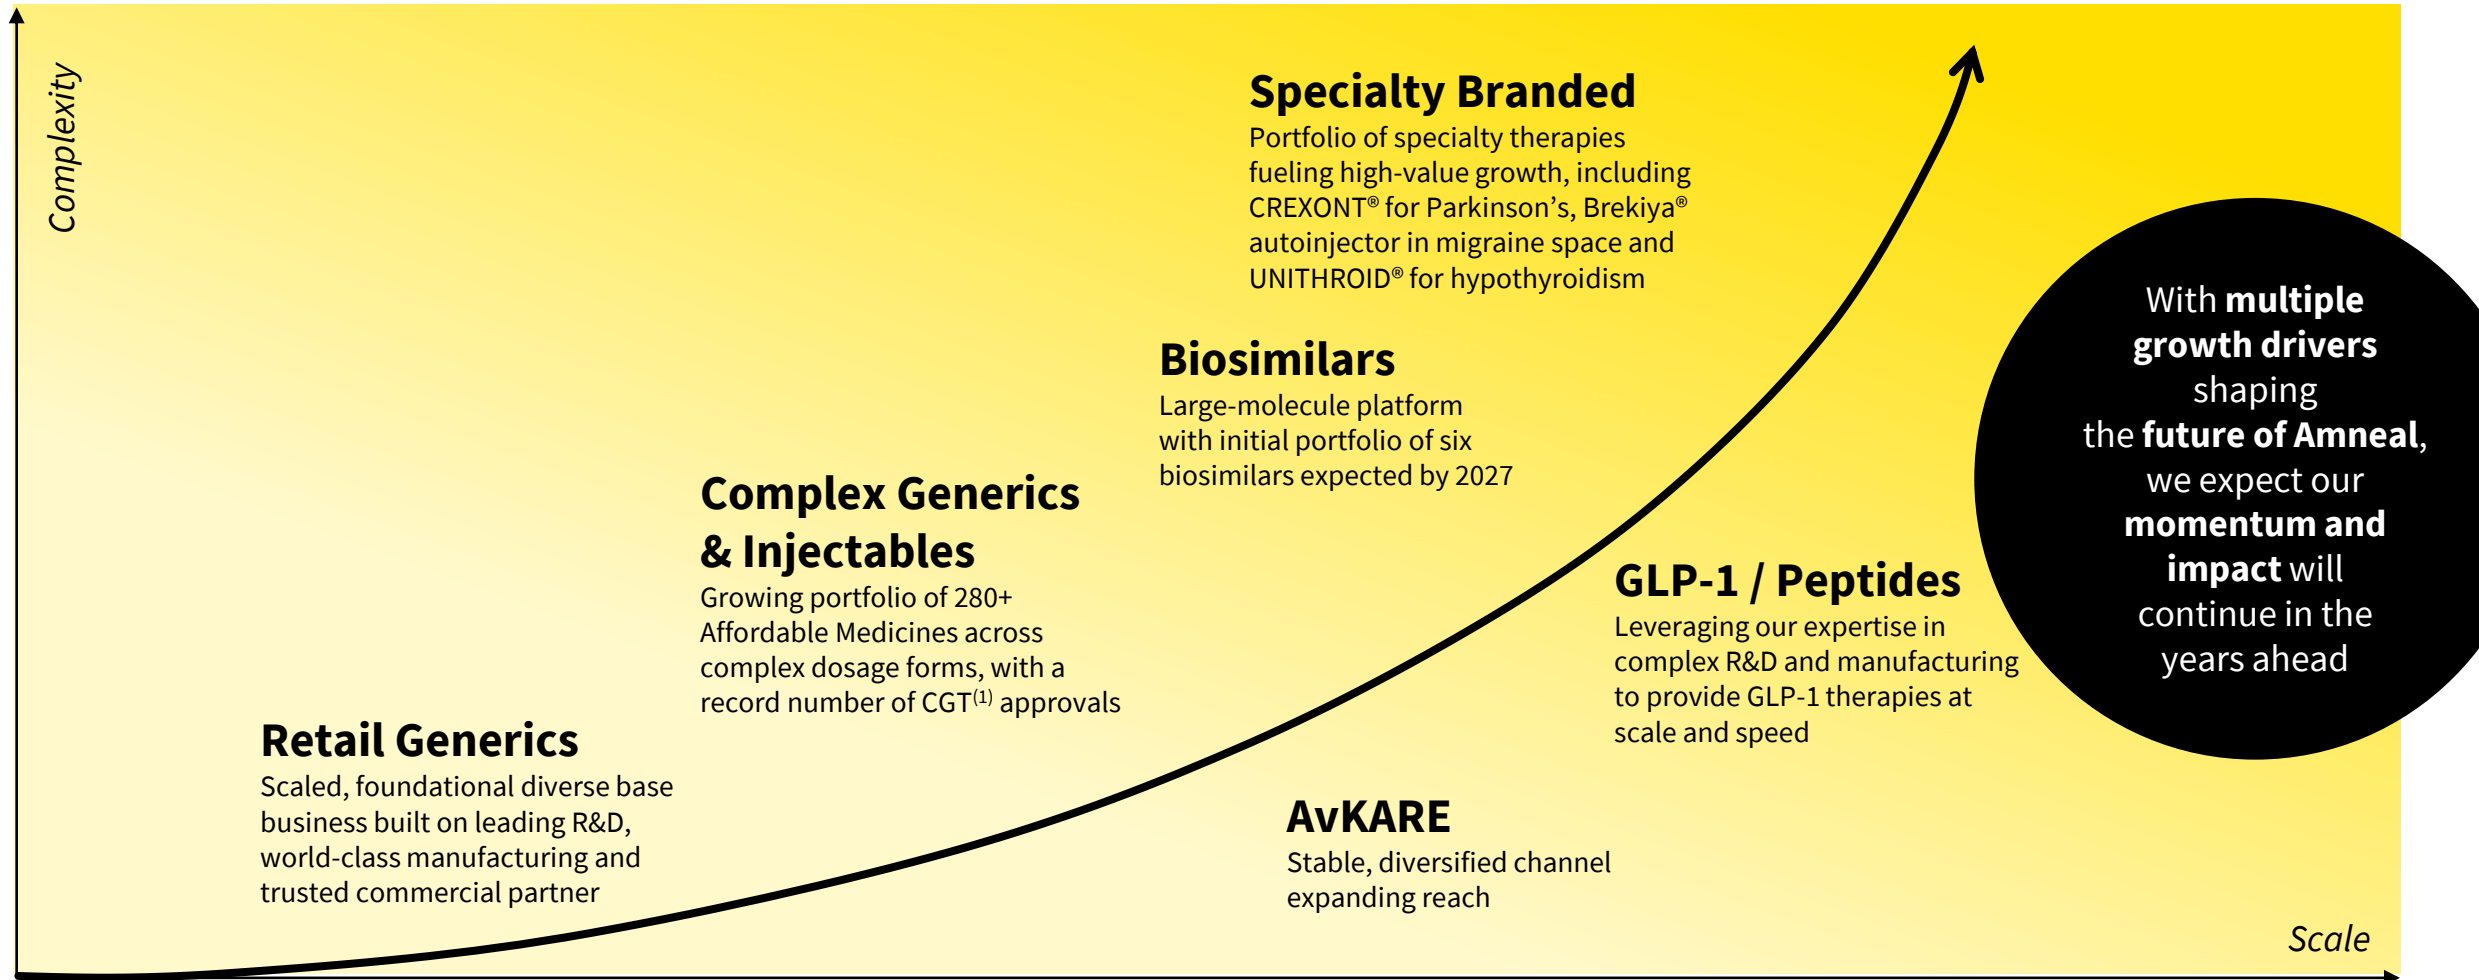 Complexity
Specialty Branded
Portfolio of specialty therapies
fueling high-value growth, including
CREXONT® for Parkinson’s, Brekiya®
autoinjector in migraine space and
UNITHROID® for hypothyroidism
Biosimilars
Large-molecule platform
with initial portfolio of six
biosimilars expected by 2027
Complex Generics
& Injectables
Growing portfolio of 280+
Affordable Medicines across
complex dosage forms, with a
record number of CGT(1) approvals
Retail Generics
Scaled, foundational diverse base
business built on leading R&D,
world-class manufacturing and
trusted commercial partner
GLP-1 / Peptides
Leveraging our expertise in
complex R&D and manufacturing
to provide GLP-1 therapies at
scale and speed
AvKARE
Stable, diversified channel
expanding reach
With multiple
growth drivers
shaping
the future of Amneal,
we expect our
momentum and
impact will
continue in the
years ahead
Scale